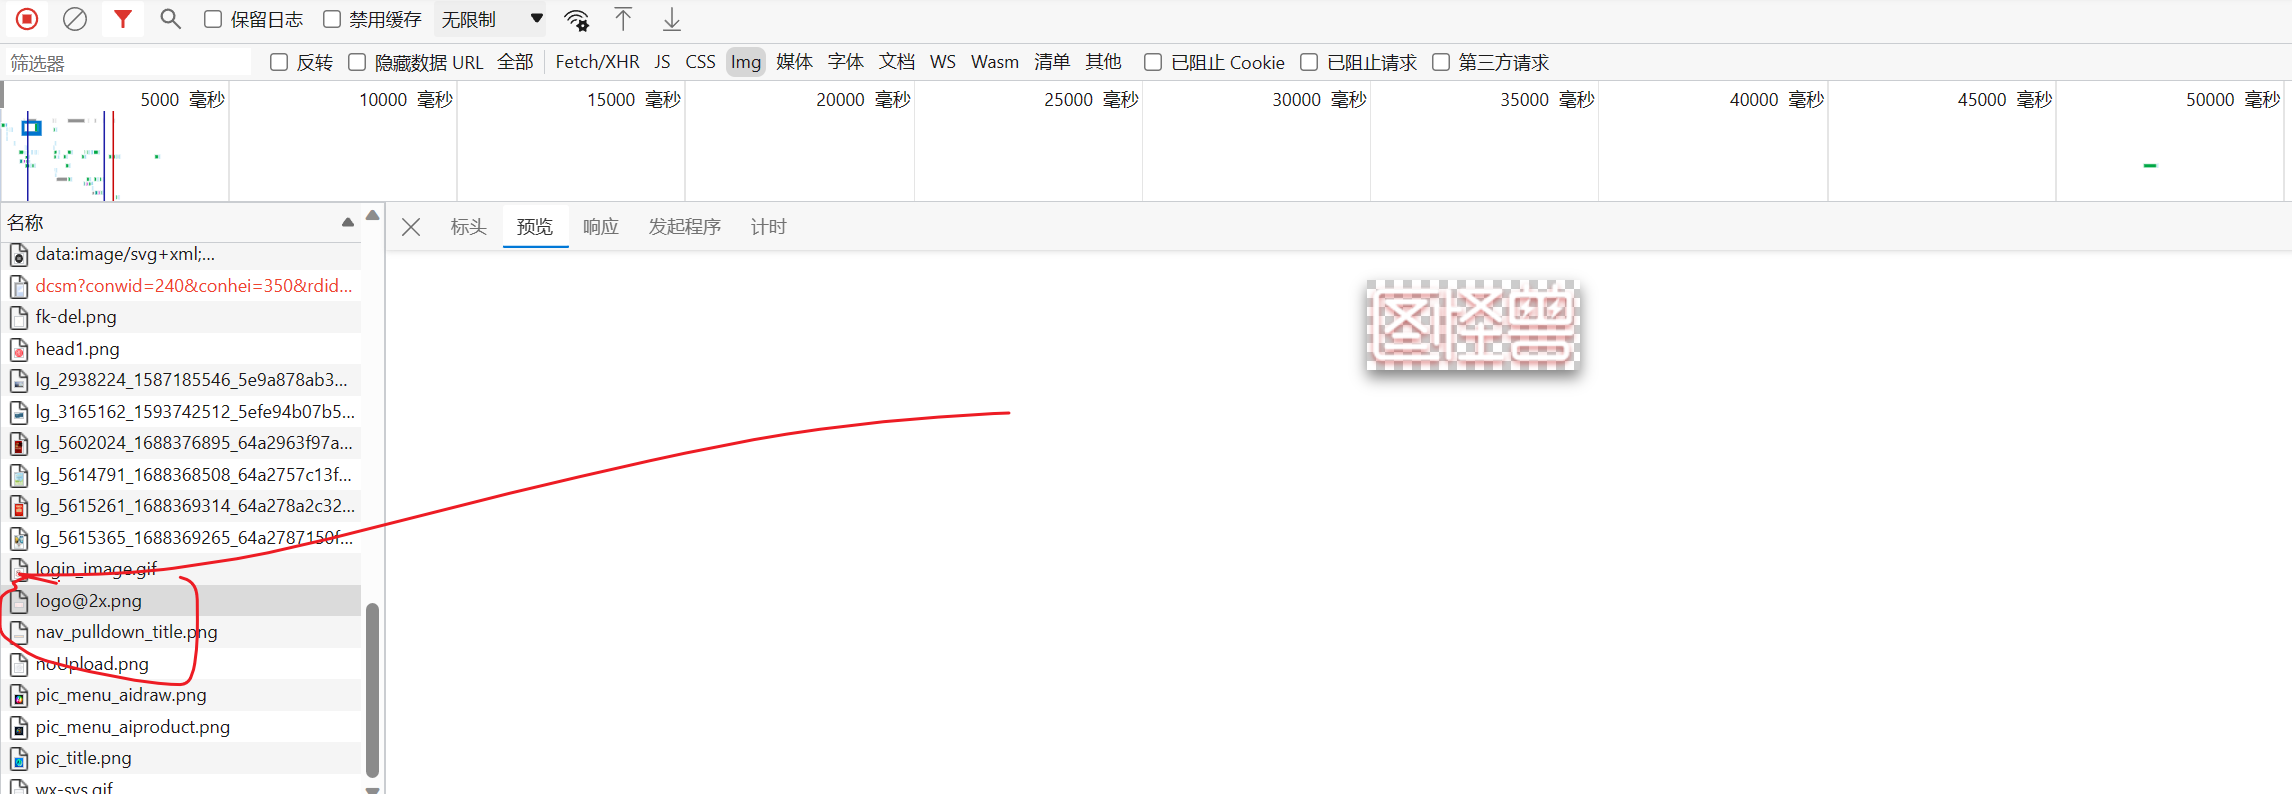 保留日志 禁用缓存 无限制
筛选器 反转 隐藏数据 URL 全部 Fetch/XHR JS CSS Img 媒体 字体 文档 WS Wasm 清单 其他 已阻止 Cookie 已阻止请求 第三方请求
5000 毫秒 10000 毫秒 15000 毫秒 20000 毫秒 25000 毫秒 30000 毫秒 35000 毫秒 40000 毫秒 45000 毫秒 50000 毫秒
名称 标头 预览 响应 发起程序 计时
data:image/svg+xml;...
dcsm?conwid=240&conhei=350&rdid...
图怪兽
fk-del.png
head1.png
lg_2938224_1587185546_5e9a878ab3...
lg_3165162_1593742512_5efe94b07b5...
lg_5602024_1688376895_64a2963f97a...
lg_5614791_1688368508_64a2757c13f...
lg_5615261_1688369314_64a278a2c32...
lg_5615365_1688369265_64a2787150f...
login_image.gif
logo@2x.png
nav_pulldown_title.png
noUpload.png
pic_menu_aidraw.png
pic_menu_aiproduct.png
pic_title.png
wx-sys.gif